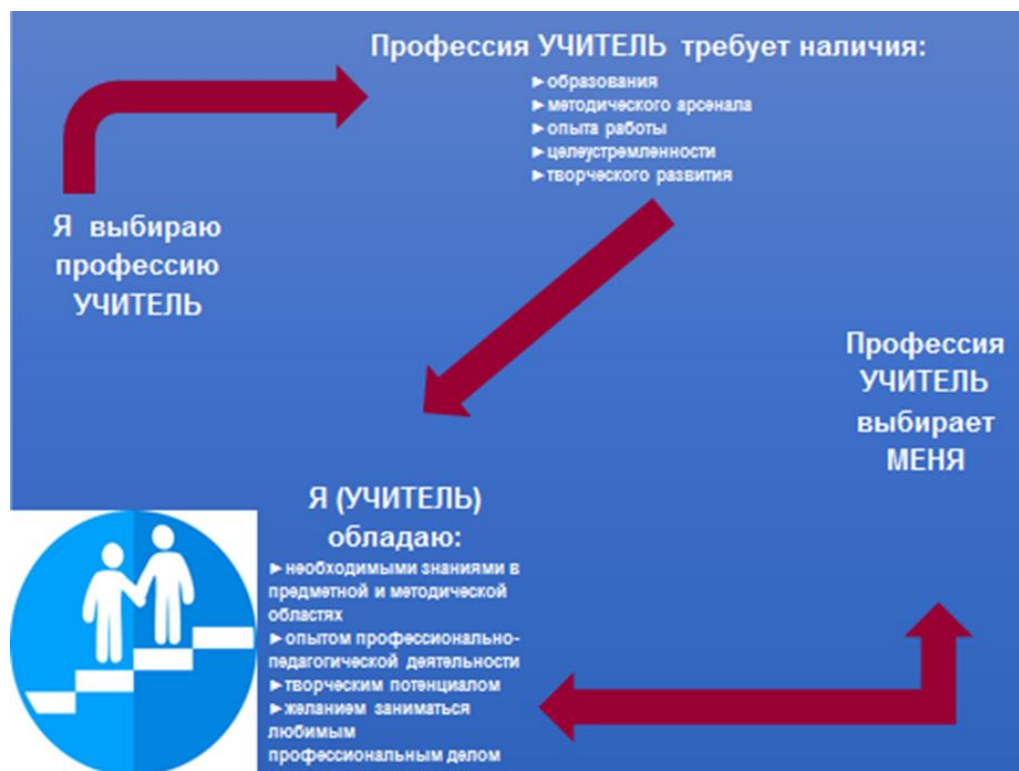 Профессия УЧИТЕЛЬ требует наличия:
►образования
►методического арсенала
►опыта работы
►целеустремленности
►творческого развития
Я выбираю
профессию
УЧИТЕЛЬ
Профессия
УЧИТЕЛЬ
выбирает
МЕНЯ
Я (УЧИТЕЛЬ)
обладаю:
►необходимыми знаниями в
предметной и методической
областях
►опытом профессионально-
педагогической деятельности
►творческим потенциалом
►желанием заниматься
любимым
профессиональным делом